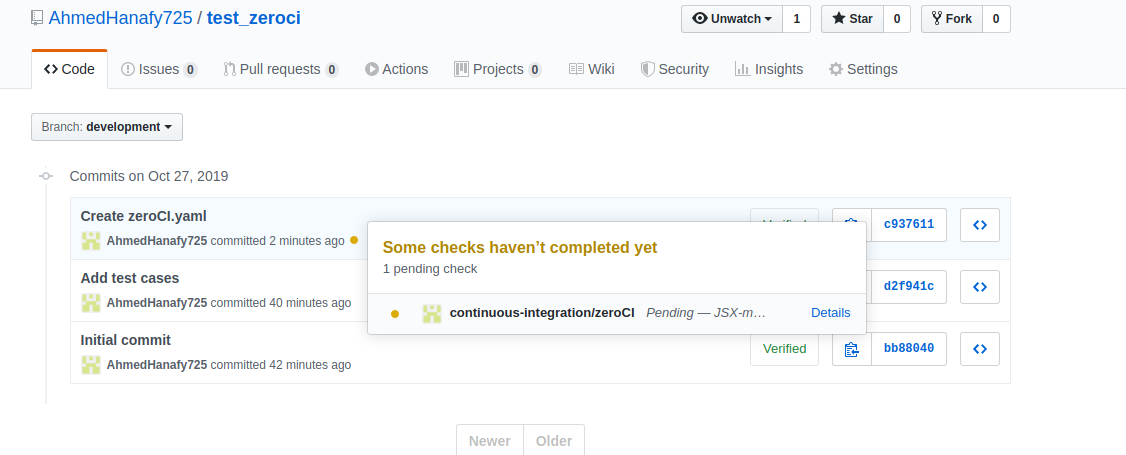 AhmedHanafy725 / test_zeroci
Unwatch 1 Star 0 Fork 0
Code Issues 0 Pull requests 0 Actions Projects 0 Wiki Security Insights Settings
Branch: development
Commits on Oct 27, 2019
Create zeroCI.yaml
c937611
AhmedHanafy725 committed 2 minutes ago
Some checks haven't completed yet
1 pending check
Add test cases
d2f941c
AhmedHanafy725 committed 40 minutes ago
continuous-integration/zeroCI Pending — JSX-m… Details
Initial commit
Verified bb88040
AhmedHanafy725 committed 42 minutes ago
Newer Older